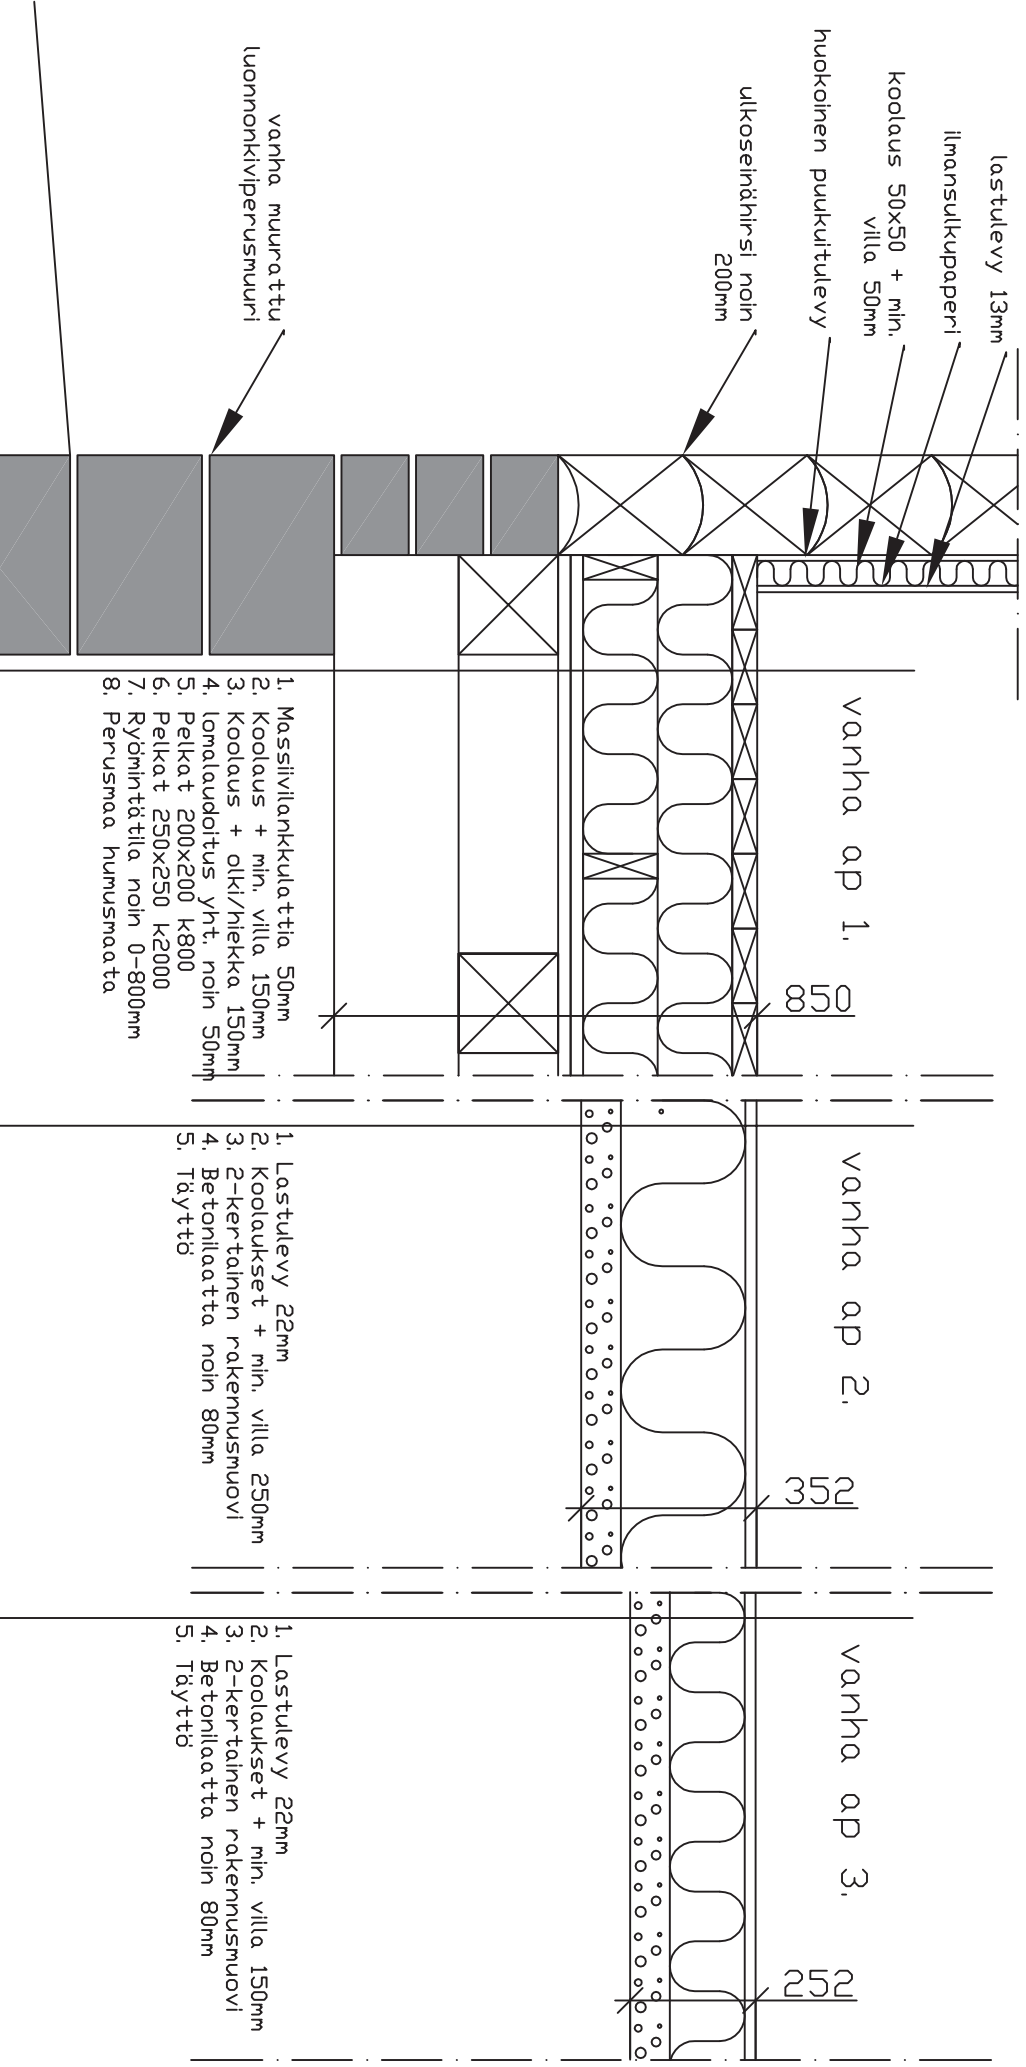 lastulevy 13mm
ilmansulkupaperi
koolaus 50x50 + min.
villa 50mm
huokoinen puukuitulevy
ulkoseinähirsi noin
200mm
vanha muurattu
luonnonkiviperusmuuri
vanha ap 1.
850
1. Massiivilankkulattia 50mm
2. Koolaus + min. villa 150mm
3. Koolaus + olki/hiekka 150mm
4. lomalaudoitus yht. noin 50mm
5. Pelkat 200x200 k800
6. Pelkat 250x250 k2000
7. Ryömintätila noin 0-800mm
8. Perusmaa humusmaata
vanha ap 2.
352
1. Lastulevy 22mm
2. Koolaukset + min. villa 250mm
3. 2-kertainen rakennusmuovi
4. Betonilaatta noin 80mm
5. Täyttö
vanha ap 3.
252
1. Lastulevy 22mm
2. Koolaukset + min. villa 150mm
3. 2-kertainen rakennusmuovi
4. Betonilaatta noin 80mm
5. Täyttö